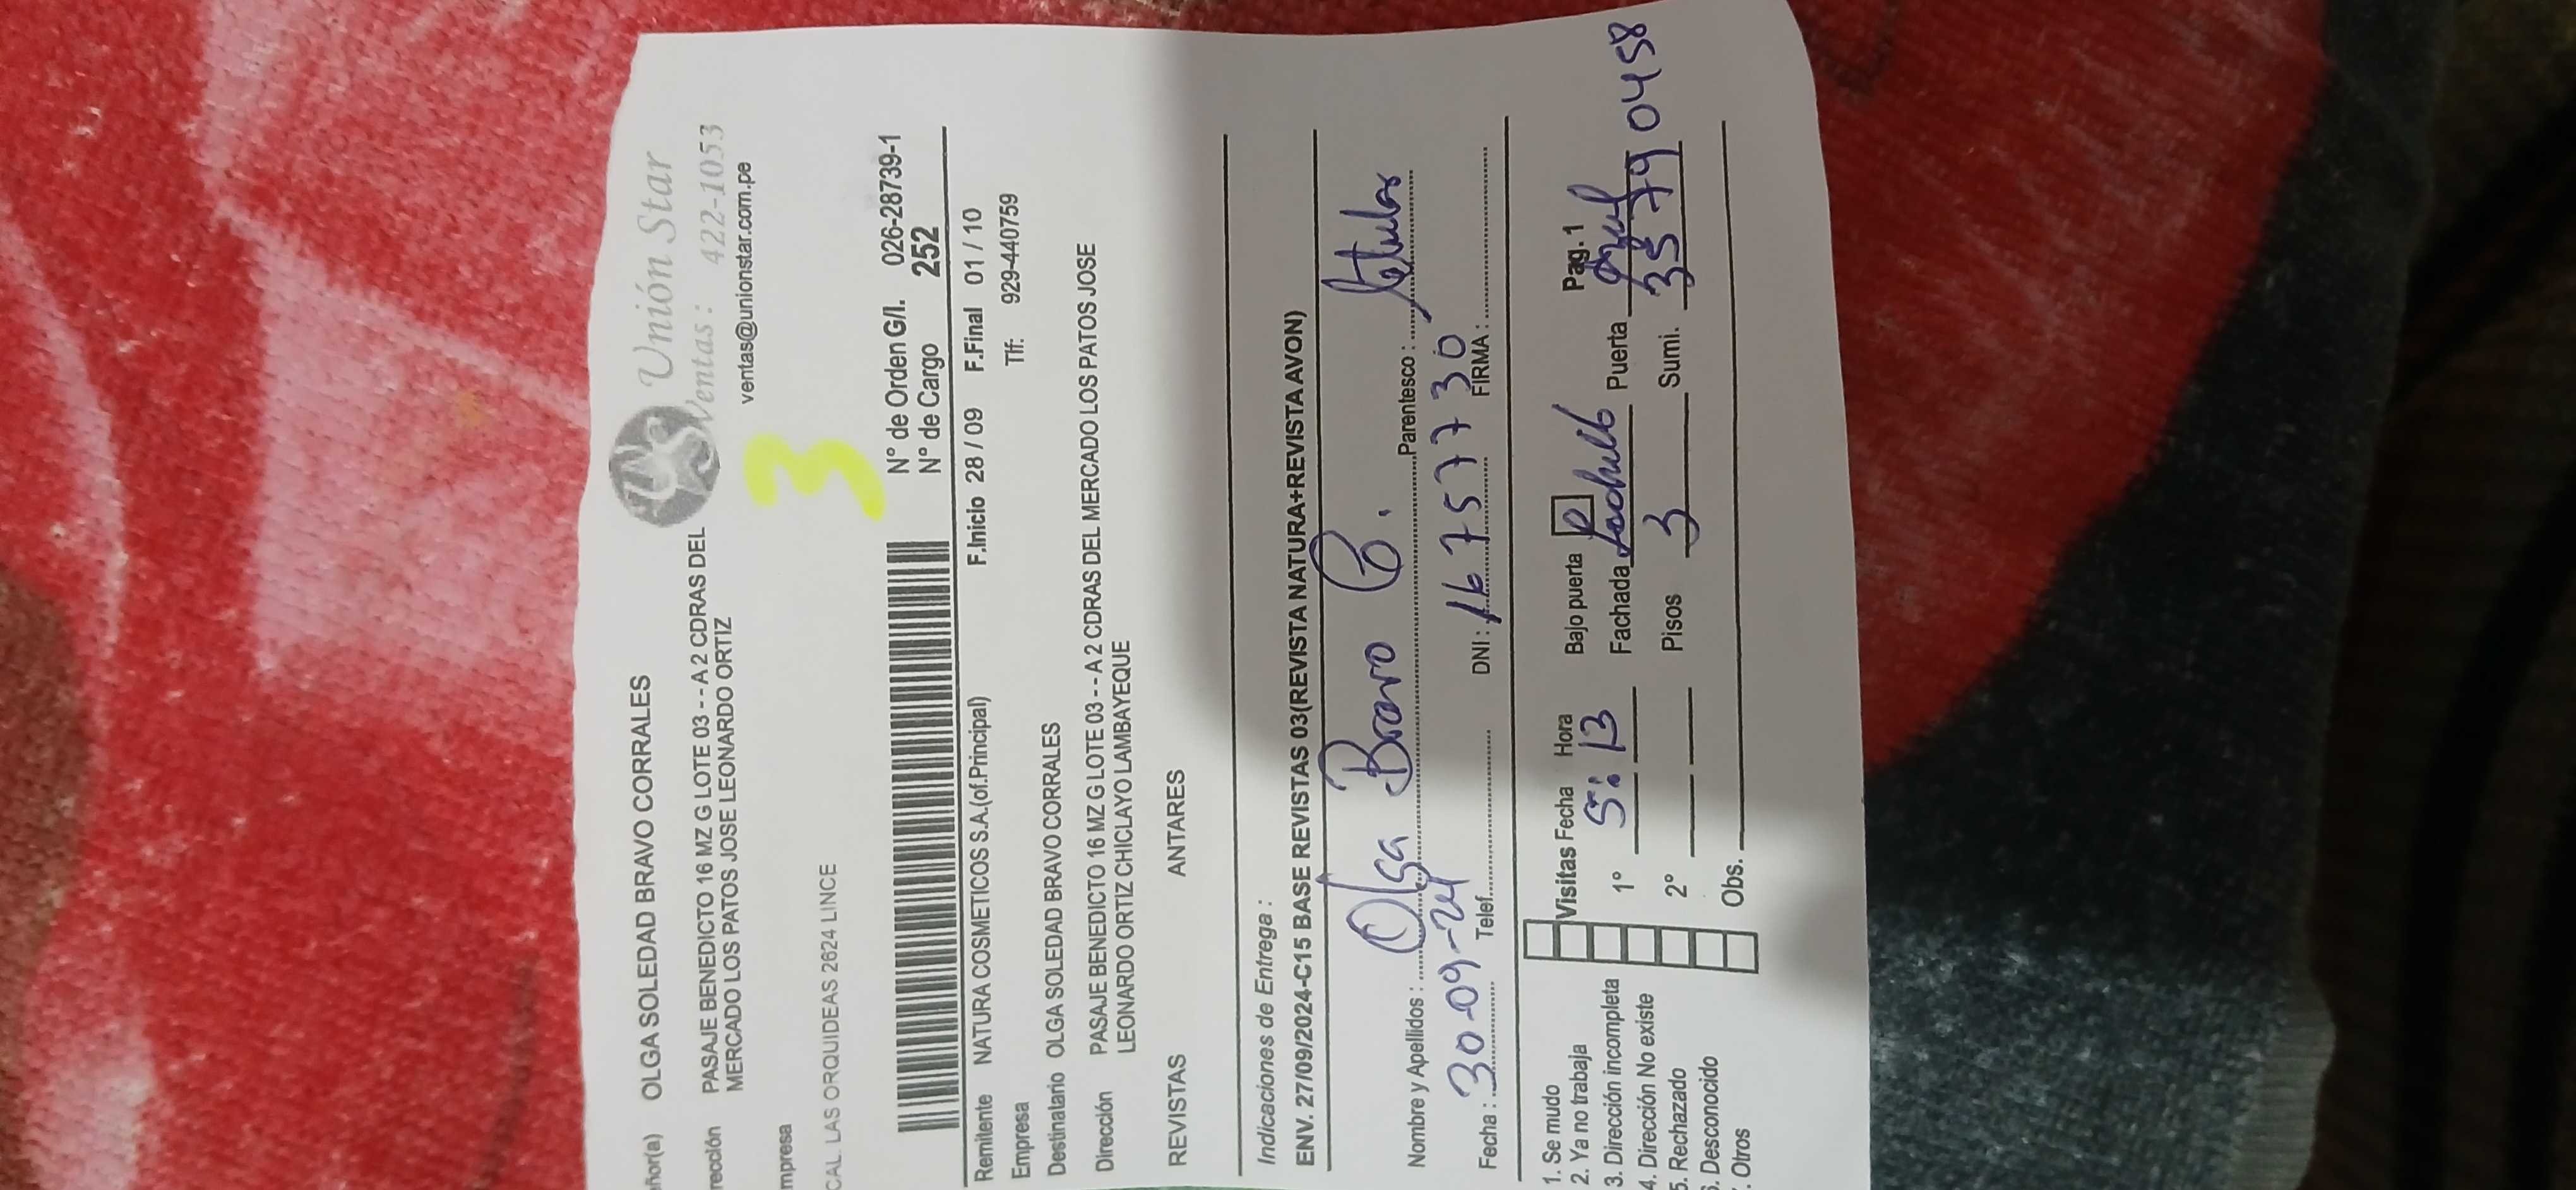 ñor(a) OLGA SOLEDAD BRAVO CORRALES
Unión Star
Ventas: 422-1053
ventas@unionstar.com.pe
rección PASAJE BENEDICTO 16 MZ G LOTE 03 - - A 2 CDRAS DEL
MERCADO LOS PATOS JOSE LEONARDO ORTIZ
mpresa
3
CAL. LAS ORQUIDEAS 2624 LINCE
N° de Orden G/I. 026-28739-1
N° de Cargo 252
Remitente NATURA COSMETICOS S.A.(of.Principal) F.Inicio 28 / 09 F.Final 01 / 10
Empresa Tlf: 929-440759
Destinatario OLGA SOLEDAD BRAVO CORRALES
Dirección PASAJE BENEDICTO 16 MZ G LOTE 03 - - A 2 CDRAS DEL MERCADO LOS PATOS JOSE
LEONARDO ORTIZ CHICLAYO LAMBAYEQUE
REVISTAS ANTARES
Indicaciones de Entrega :
ENV. 27/09/2024-C15 BASE REVISTAS 03(REVISTA NATURA+REVISTA AVON)
Nombre y Apellidos : Olga Bravo C. Parentesco : titular
Fecha : 30-09-24 Telef. DNI : 16757730 FIRMA :
1. Se mudo
2. Ya no trabaja
3. Dirección incompleta
4. Dirección No existe
5. Rechazado
6. Desconocido
. Otros
Visitas Fecha Hora Bajo puerta Pag. 1
1° 5:13 Fachada Puerta
2° Pisos 3 Sumi. 35790458
Obs.